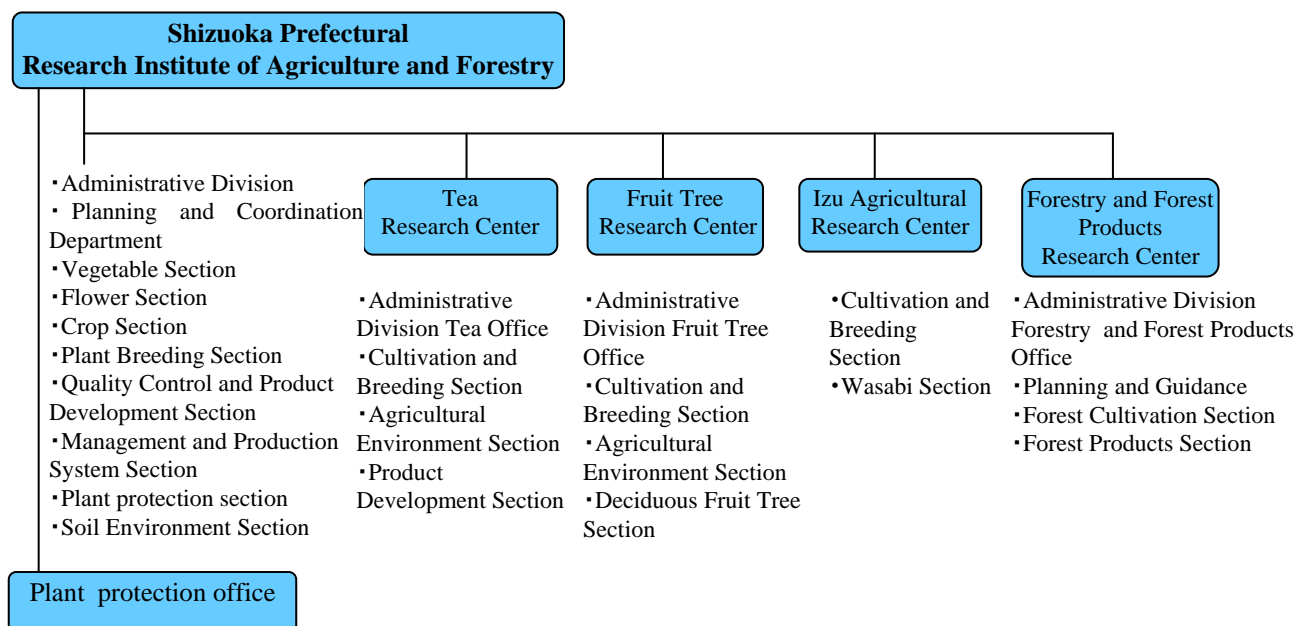 Shizuoka Prefectural
Research Institute of Agriculture and Forestry
・Administrative Division
・Planning and Coordination
Department
・Vegetable Section
・Flower Section
・Crop Section
・Plant Breeding Section
・Quality Control and Product
Development Section
・Management and Production
System Section
・Plant protection section
・Soil Environment Section
Tea
Research Center
・Administrative
Division Tea Office
・Cultivation and
Breeding Section
・Agricultural
Environment Section
・Product
Development Section
Fruit Tree
Research Center
・Administrative
Division Fruit Tree
Office
・Cultivation and
Breeding Section
・Agricultural
Environment Section
・Deciduous Fruit Tree
Section
Izu Agricultural
Research Center
・Cultivation and
Breeding
Section
・Wasabi Section
Forestry and Forest
Products
Research Center
・Administrative Division
Forestry and Forest Products
Office
・Planning and Guidance
・Forest Cultivation Section
・Forest Products Section
Plant protection office